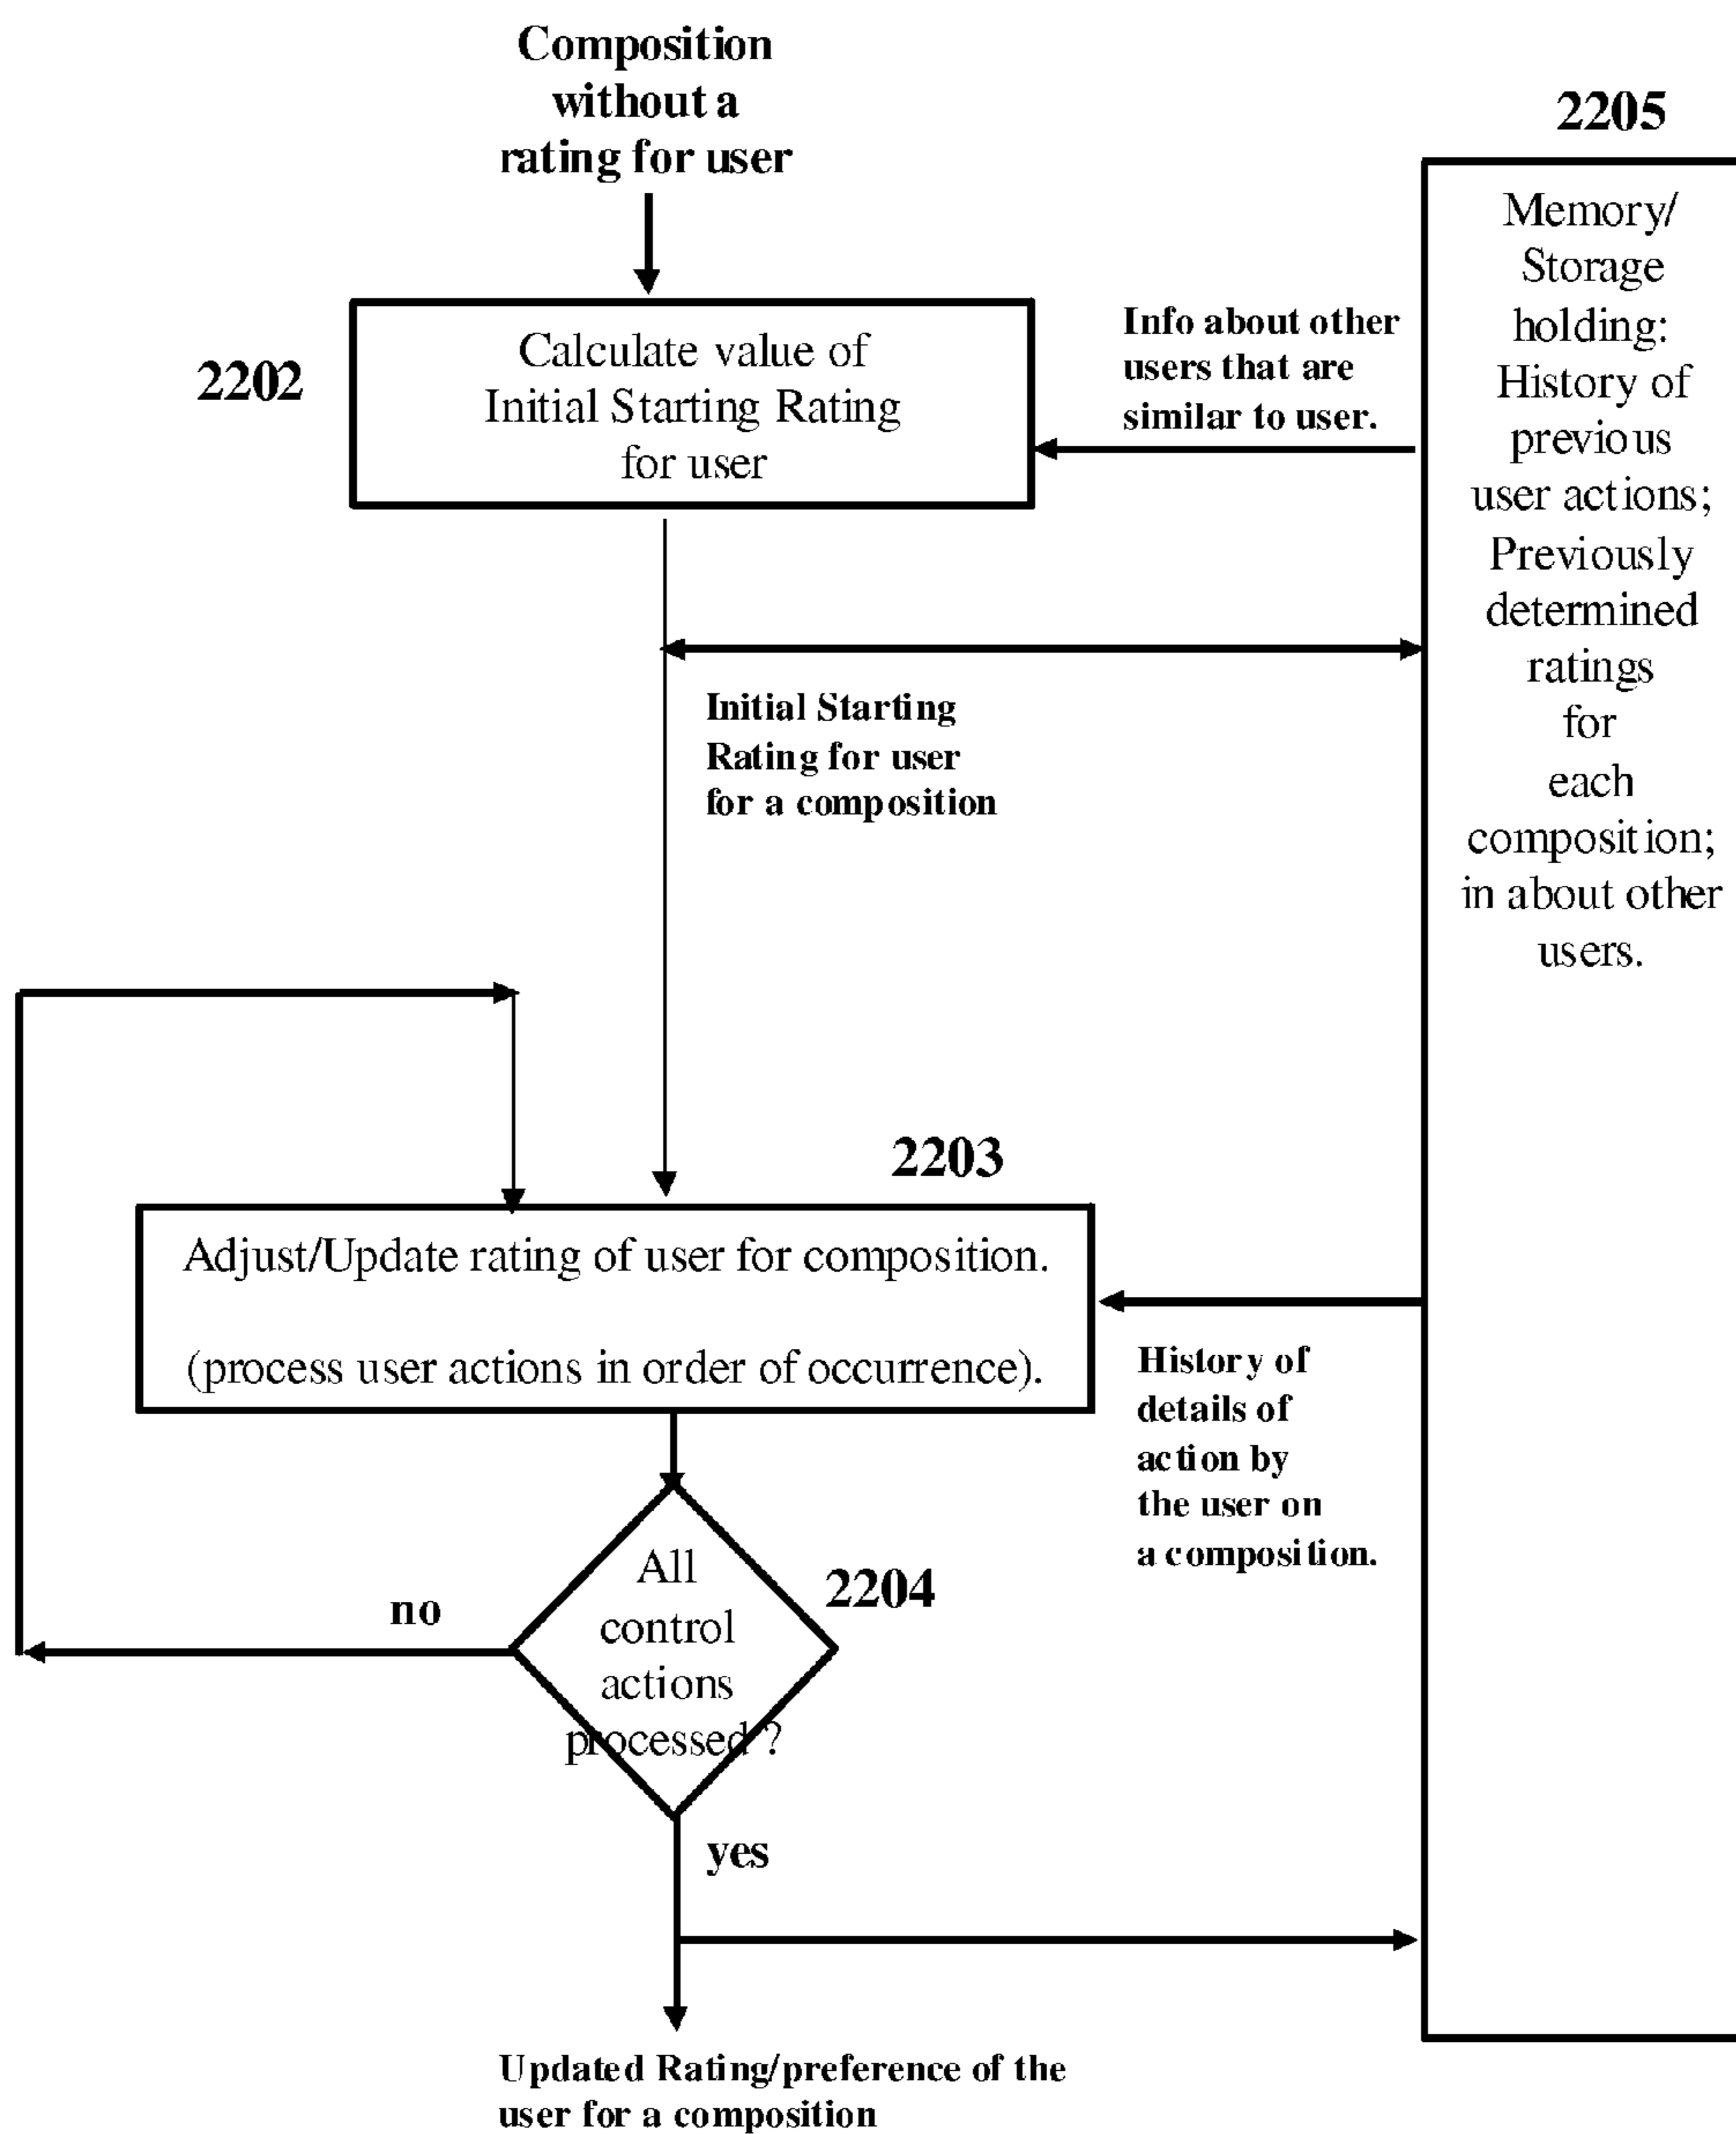 Composition
without a
rating for user
2205
2202
Calculate value of
Initial Starting Rating
for user
Info about other
users that are
similar to user.
Memory/
Storage
holding:
History of
previous
user actions;
Previously
determined
ratings
for
each
composition;
in about other
users.
Initial Starting
Rating for user
for a composition
2203
Adjust/Update rating of user for composition.
(process user actions in order of occurrence).
History of
details of
action by
the user on
a composition.
All
control
actions
processed ?
2204
no
yes
Updated Rating/preference of the
user for a composition